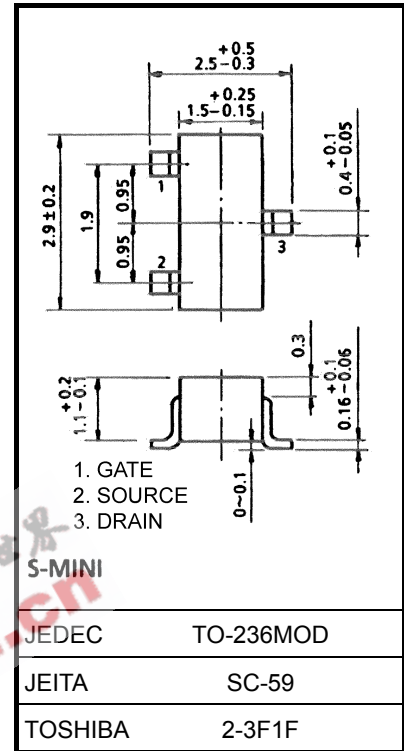 +0.5
2.5-0.3
+0.25
1.5-0.15
2.9±0.2
1.9
0.95
0.95
1
2
3
+0.1
0.4-0.05
+0.2
1.1-0.1
0.3
+0.1
0.16-0.06
0~0.1
1. GATE
2. SOURCE
3. DRAIN
世界
S-MINI
.cn
JEDEC TO-236MOD
JEITA SC-59
TOSHIBA 2-3F1F